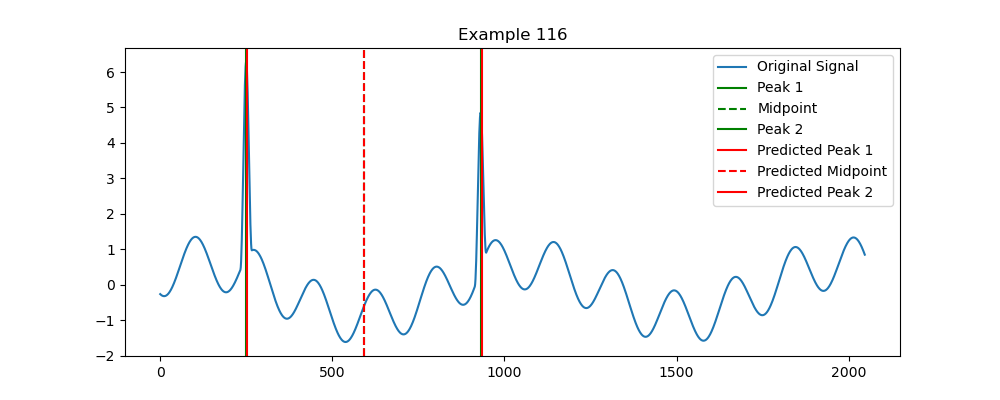 Example 116
6
5
4
3
2
1
0
−1
−2
0
500
1000
1500
2000
Original Signal
Peak 1
Midpoint
Peak 2
Predicted Peak 1
Predicted Midpoint
Predicted Peak 2